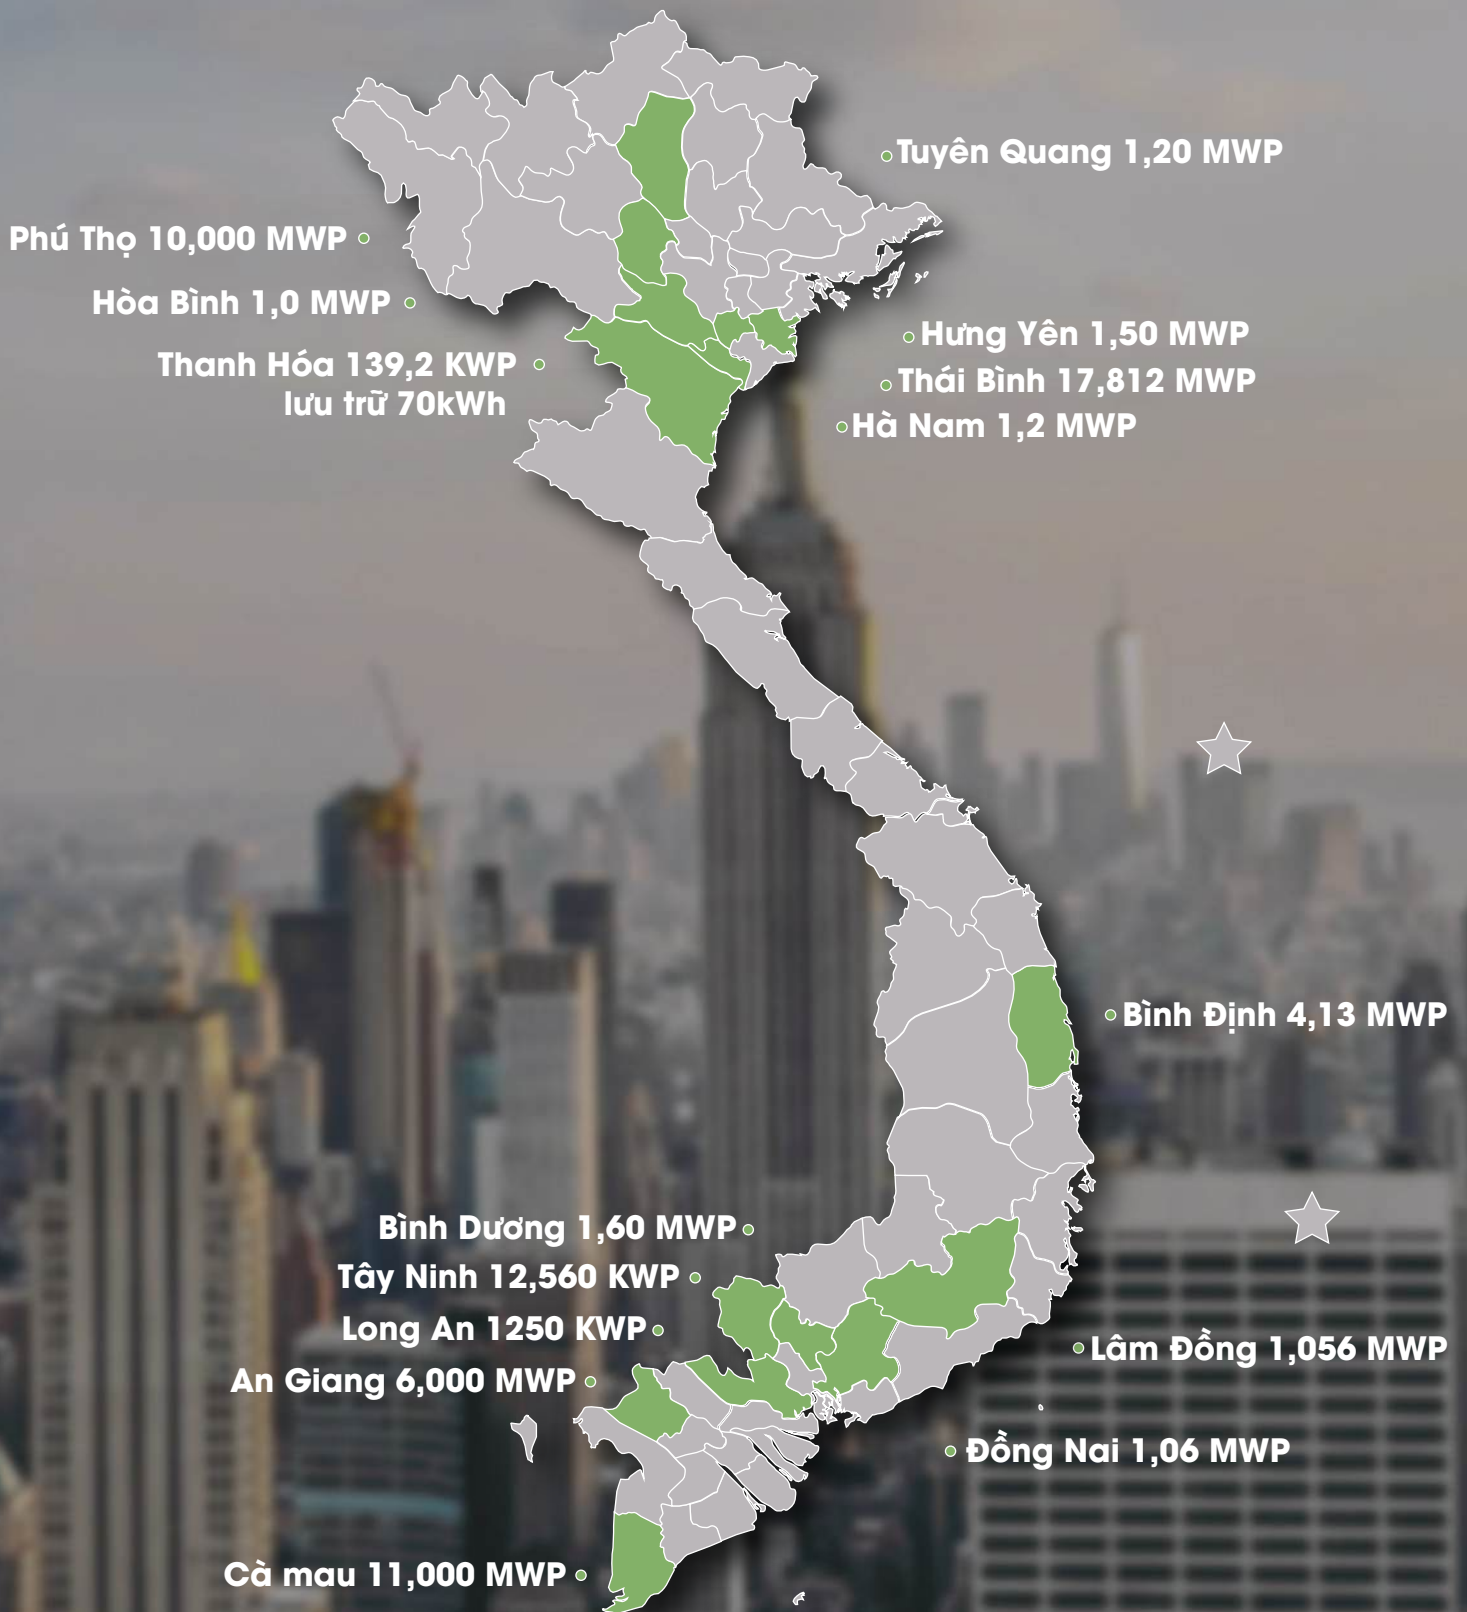 Tuyên Quang 1,20 MWP
Phú Thọ 10,000 MWP
Hòa Bình 1,0 MWP
Thanh Hóa 139,2 KWP
lưu trữ 70kWh
Hưng Yên 1,50 MWP
Thái Bình 17,812 MWP
Hà Nam 1,2 MWP
Bình Định 4,13 MWP
Bình Dương 1,60 MWP
Tây Ninh 12,560 KWP
Long An 1250 KWP
An Giang 6,000 MWP
Lâm Đồng 1,056 MWP
Đồng Nai 1,06 MWP
Cà mau 11,000 MWP